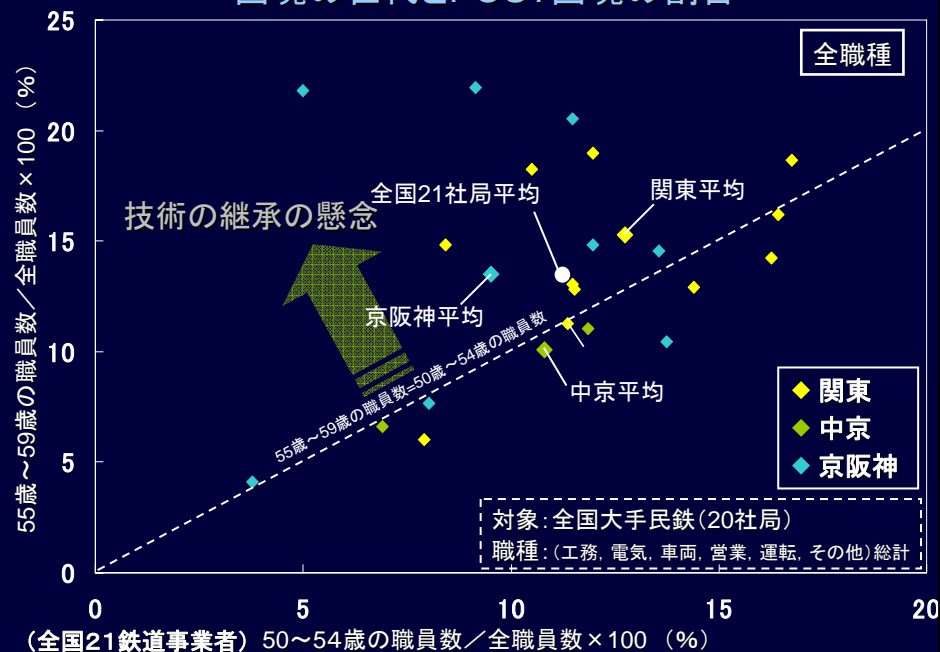 全職種
25
20
15
10
5
0
55歳～59歳の職員数／全職員数×100 （％）
全国21社局平均
関東平均
技術の継承の懸念
京阪神平均
55歳～59歳の職員数=50歳～54歳の職員数
中京平均
関東
中京
京阪神
対象：全国大手民鉄（20社局）
職種：（工務, 電気, 車両, 営業, 運転, その他）総計
0 5 10 15 20
（全国21鉄道事業者）50～54歳の職員数／全職員数×100 （％）